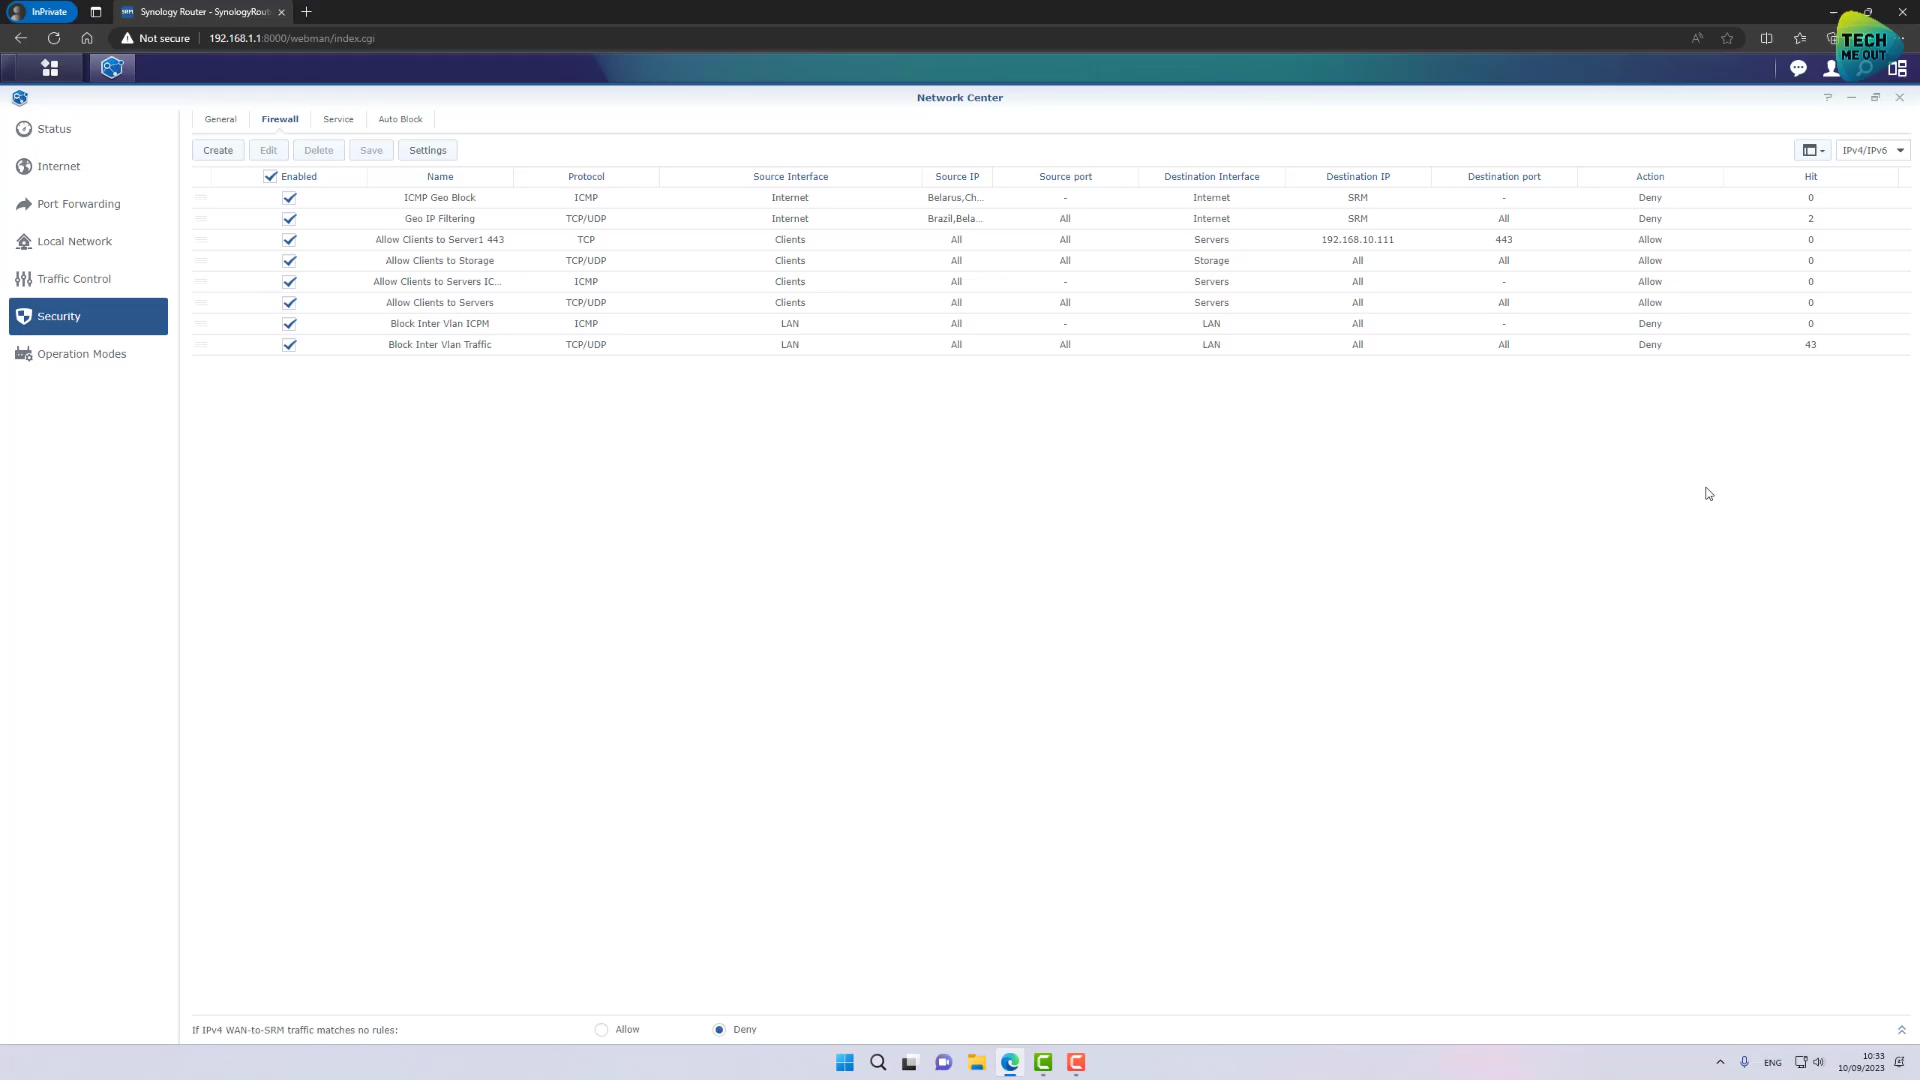 InPrivate
Synology Router - SynologyRout
Not secure
192.168.1.1:8000/webman/index.cgi
TECH
ME OUT
Network Center
Status
Internet
Port Forwarding
Local Network
Traffic Control
Security
Operation Modes
General Firewall Service Auto Block
Create Edit Delete Save Settings IPv4/IPv6
Enabled Name Protocol Source Interface Source IP Source port Destination Interface Destination IP Destination port Action Hit
ICMP Geo Block ICMP Internet Belarus,Ch... - Internet SRM - Deny 0
Geo IP Filtering TCP/UDP Internet Brazil,Bela... All Internet SRM All Deny 2
Allow Clients to Server1 443 TCP Clients All All Servers 192.168.10.111 443 Allow 0
Allow Clients to Storage TCP/UDP Clients All All Storage All All Allow 0
Allow Clients to Servers IC... ICMP Clients All - Servers All - Allow 0
Allow Clients to Servers TCP/UDP Clients All All Servers All All Allow 0
Block Inter Vlan ICPM ICMP LAN All - LAN All - Deny 0
Block Inter Vlan Traffic TCP/UDP LAN All All LAN All All Deny 43
If IPv4 WAN-to-SRM traffic matches no rules: Allow Deny
ENG
10:33
10/09/2023